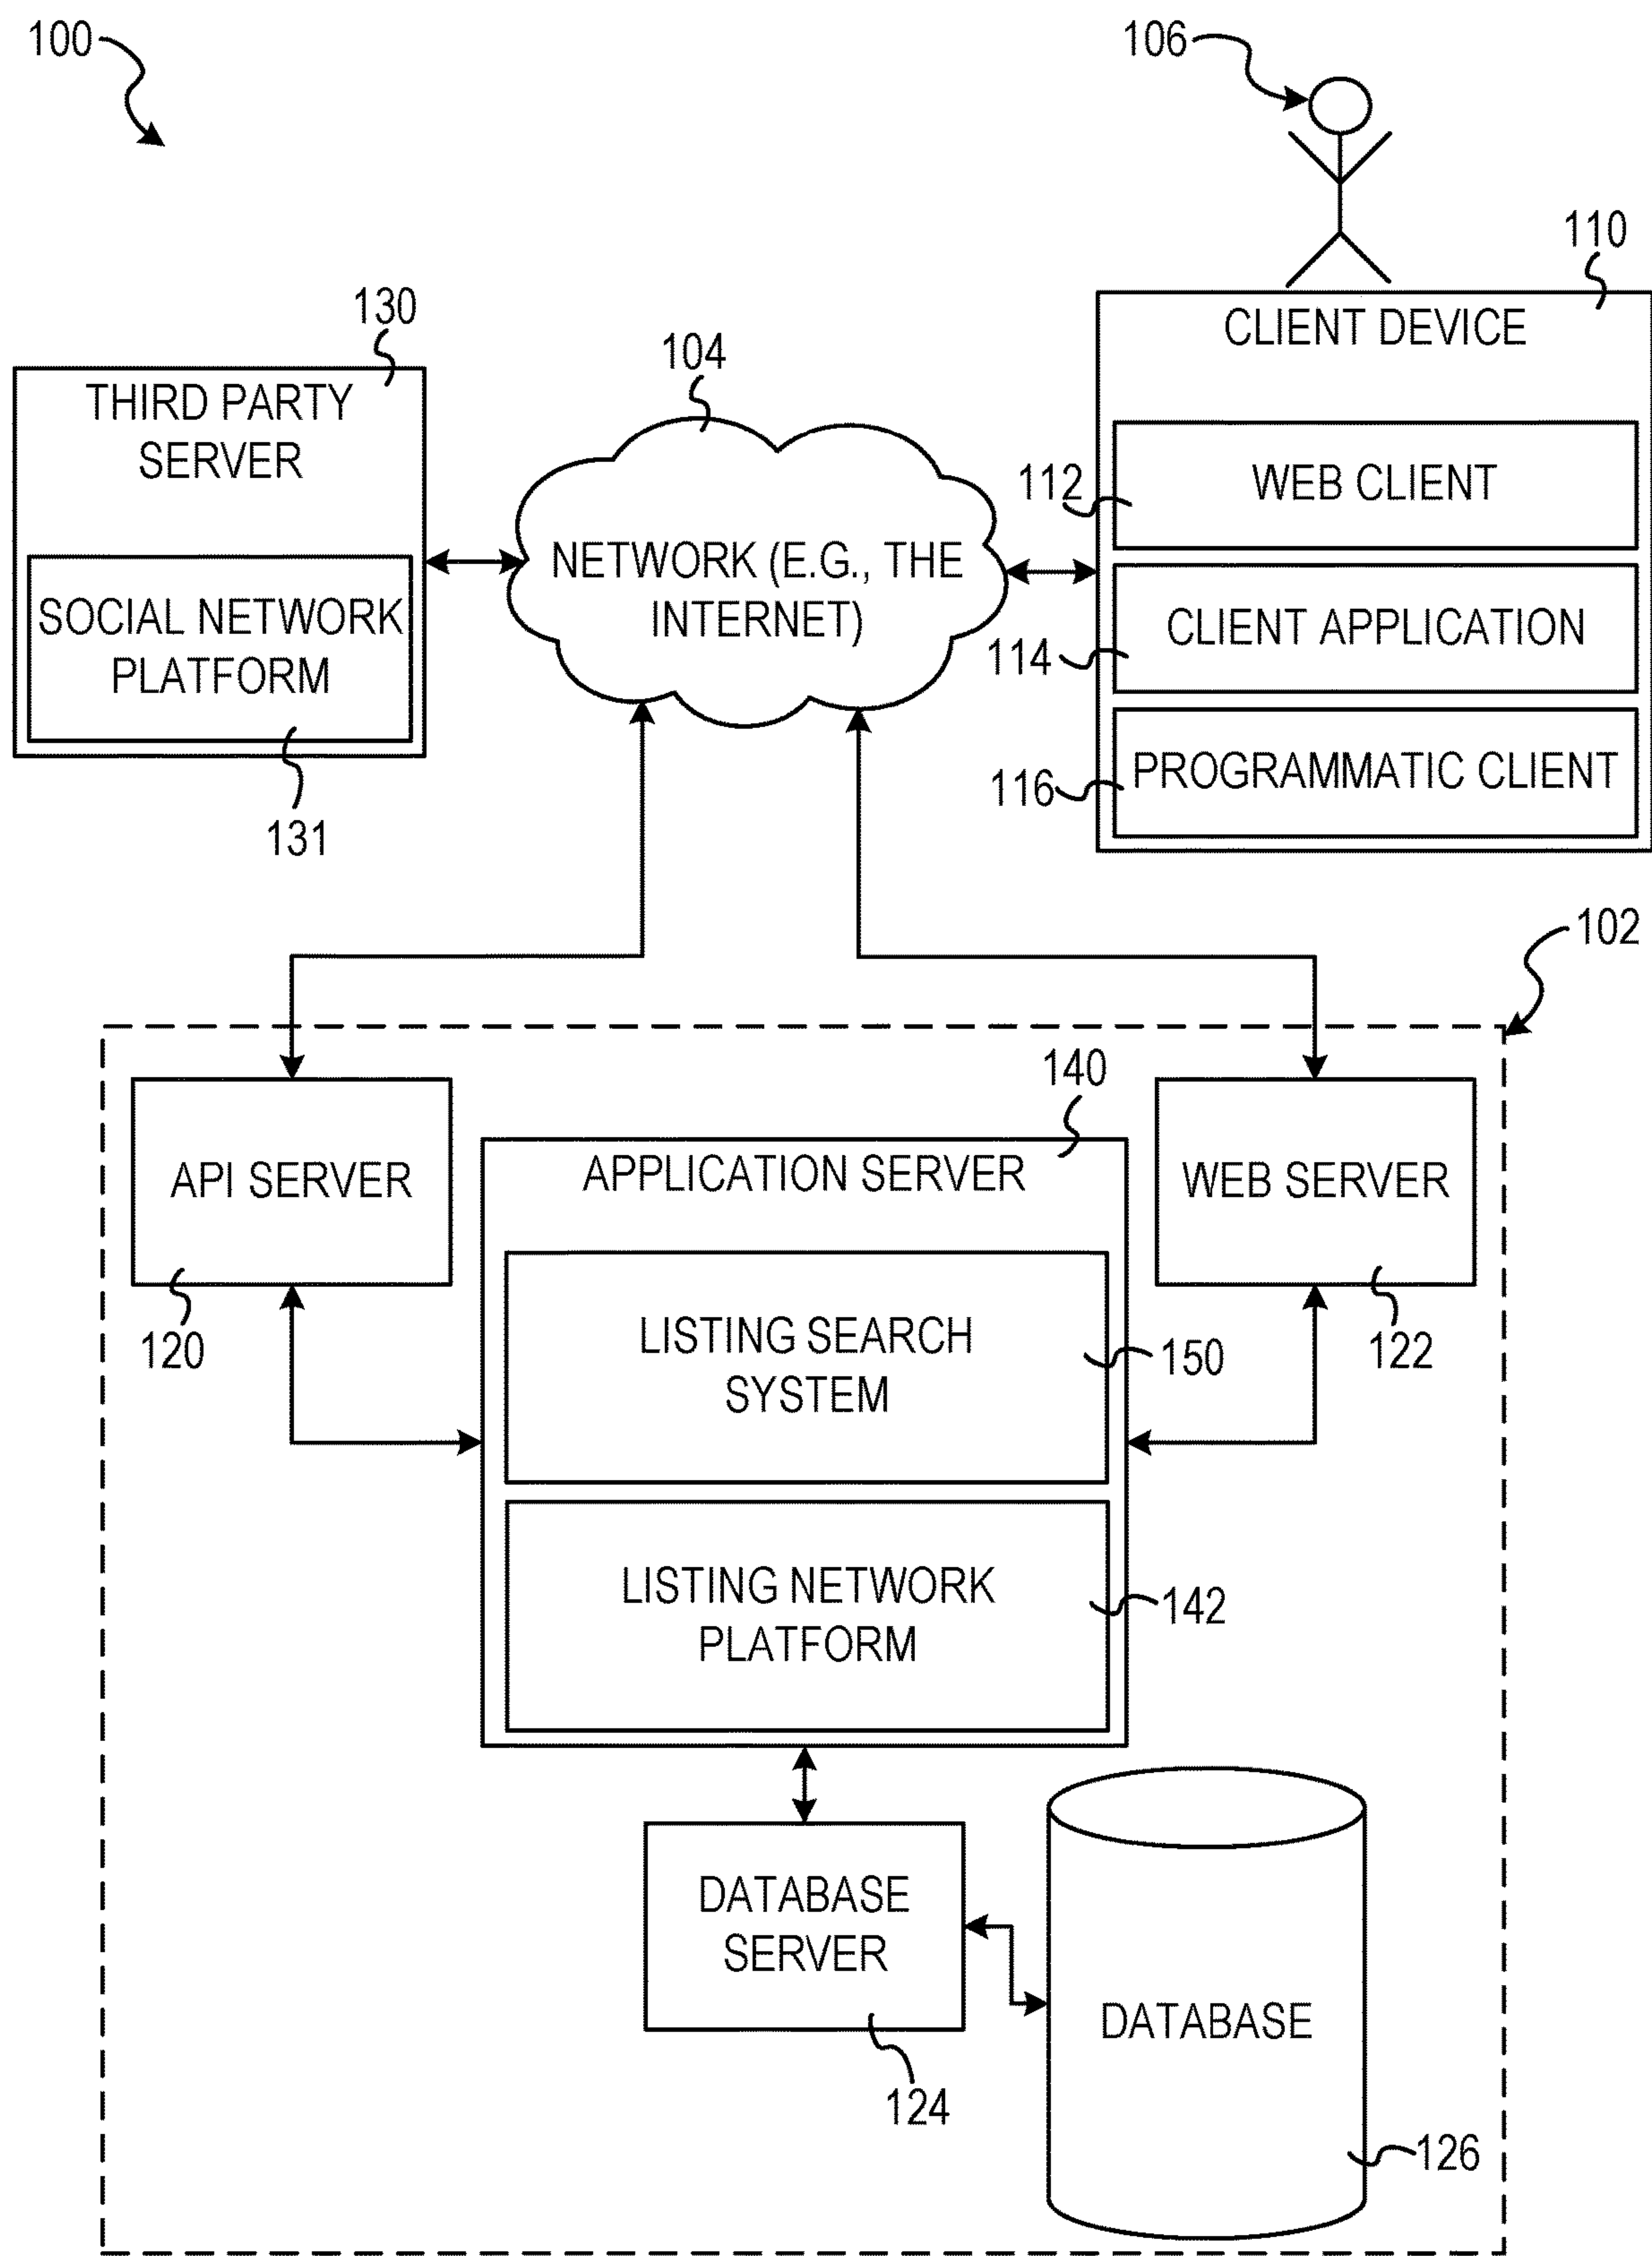 100
106
110
CLIENT DEVICE
130
THIRD PARTY
SERVER
104
112
WEB CLIENT
NETWORK (E.G., THE
INTERNET)
SOCIAL NETWORK
PLATFORM
114
CLIENT APPLICATION
116
PROGRAMMATIC CLIENT
131
102
140
API SERVER
APPLICATION SERVER
WEB SERVER
120
LISTING SEARCH
SYSTEM
150
122
LISTING NETWORK
PLATFORM
142
DATABASE
SERVER
124
DATABASE
126